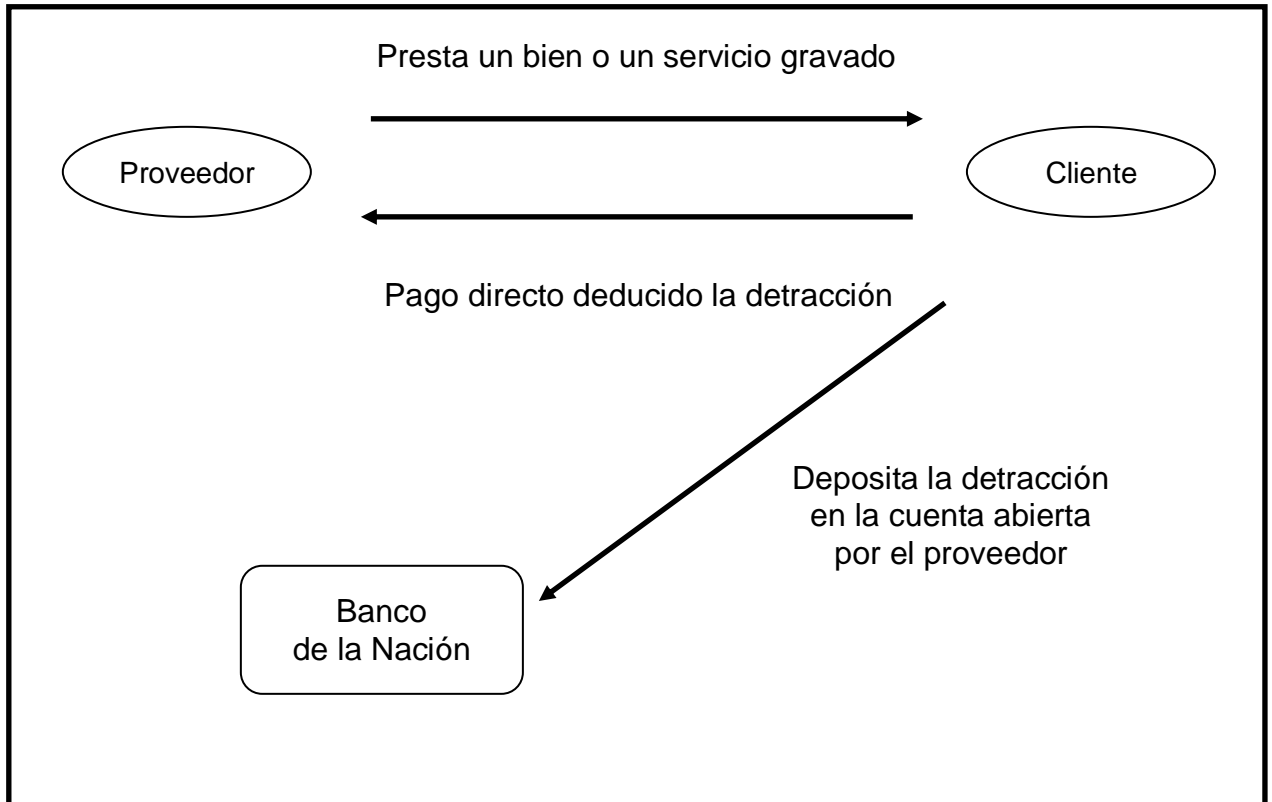 Presta un bien o un servicio gravado
Proveedor
Cliente
Pago directo deducido la detracción
Deposita la detracción
en la cuenta abierta
por el proveedor
Banco
de la Nación